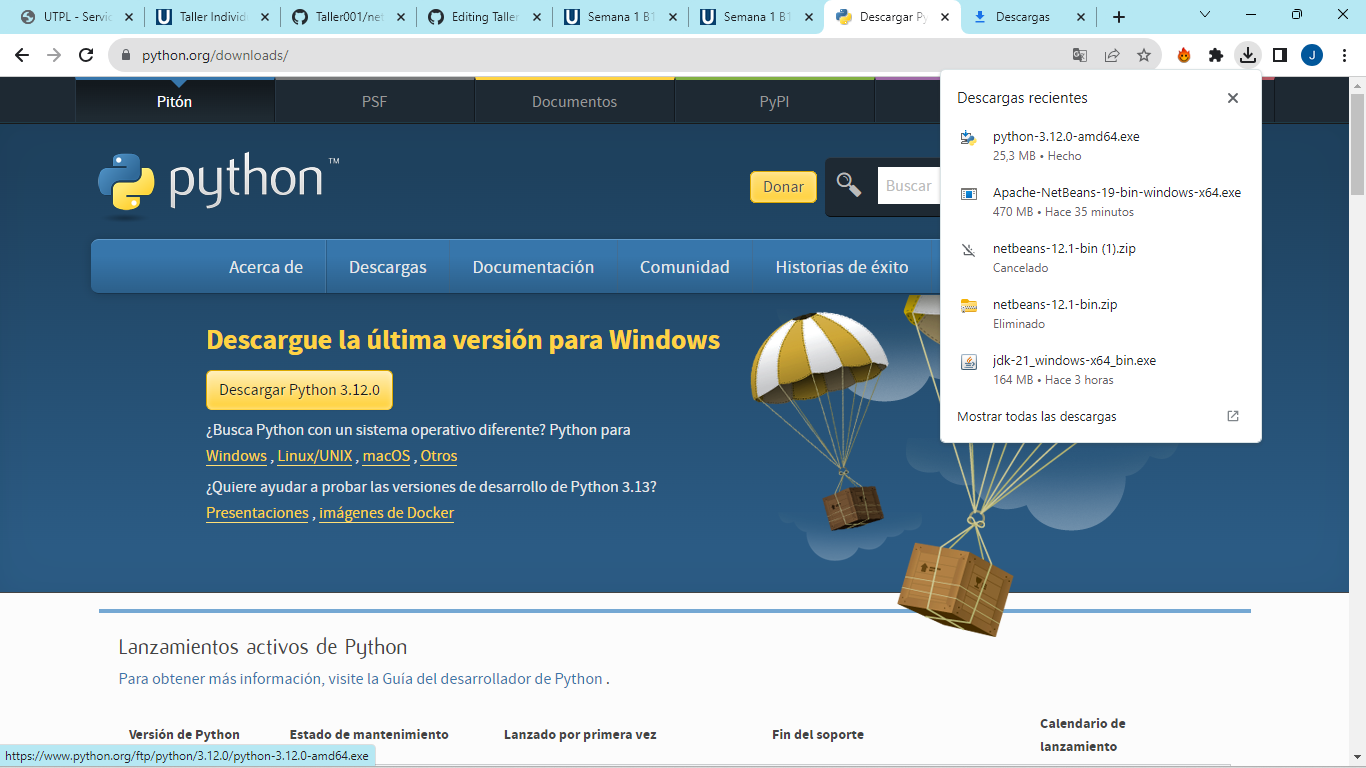 UTPL - Servic
Taller Individ
Taller001/net
Editing Taller
Semana 1 B1
Semana 1 B1
Descargar Py
Descargas
python.org/downloads/
J
Pitón
PSF
Documentos
PyPI
python™
Donar
Buscar
Acerca de
Descargas
Documentación
Comunidad
Historias de éxito
Descargas recientes
python-3.12.0-amd64.exe
25,3 MB • Hecho
Apache-NetBeans-19-bin-windows-x64.exe
470 MB • Hace 35 minutos
netbeans-12.1-bin (1).zip
Cancelado
netbeans-12.1-bin.zip
Eliminado
jdk-21_windows-x64_bin.exe
164 MB • Hace 3 horas
Mostrar todas las descargas
Descargue la última versión para Windows
Descargar Python 3.12.0
¿Busca Python con un sistema operativo diferente? Python para
Windows , Linux/UNIX , macOS , Otros
¿Quiere ayudar a probar las versiones de desarrollo de Python 3.13?
Presentaciones , imágenes de Docker
Lanzamientos activos de Python
Para obtener más información, visite la Guía del desarrollador de Python .
Versión de Python
Estado de mantenimiento
Lanzado por primera vez
Fin del soporte
Calendario de
lanzamiento
https://www.python.org/ftp/python/3.12.0/python-3.12.0-amd64.exe